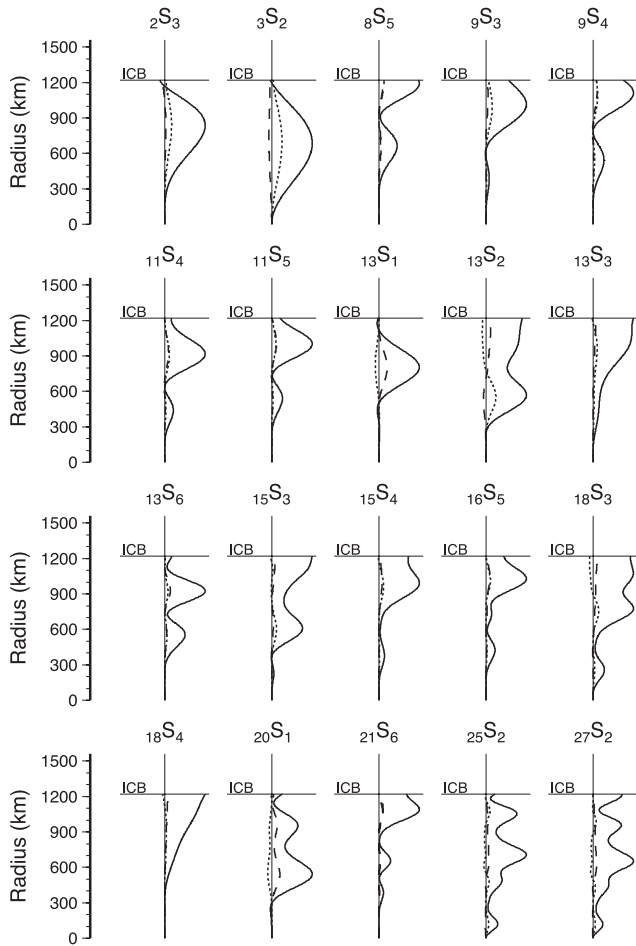 2S3 3S2 8S5 9S3 9S4
1500
1200
900
600
300
0
Radius (km)
ICB ICB ICB ICB ICB
11S4 11S5 13S1 13S2 13S3
1500
1200
900
600
300
0
Radius (km)
ICB ICB ICB ICB ICB
13S6 15S3 15S4 16S5 18S3
1500
1200
900
600
300
0
Radius (km)
ICB ICB ICB ICB ICB
18S4 20S1 21S6 25S2 27S2
1500
1200
900
600
300
0
Radius (km)
ICB ICB ICB ICB ICB